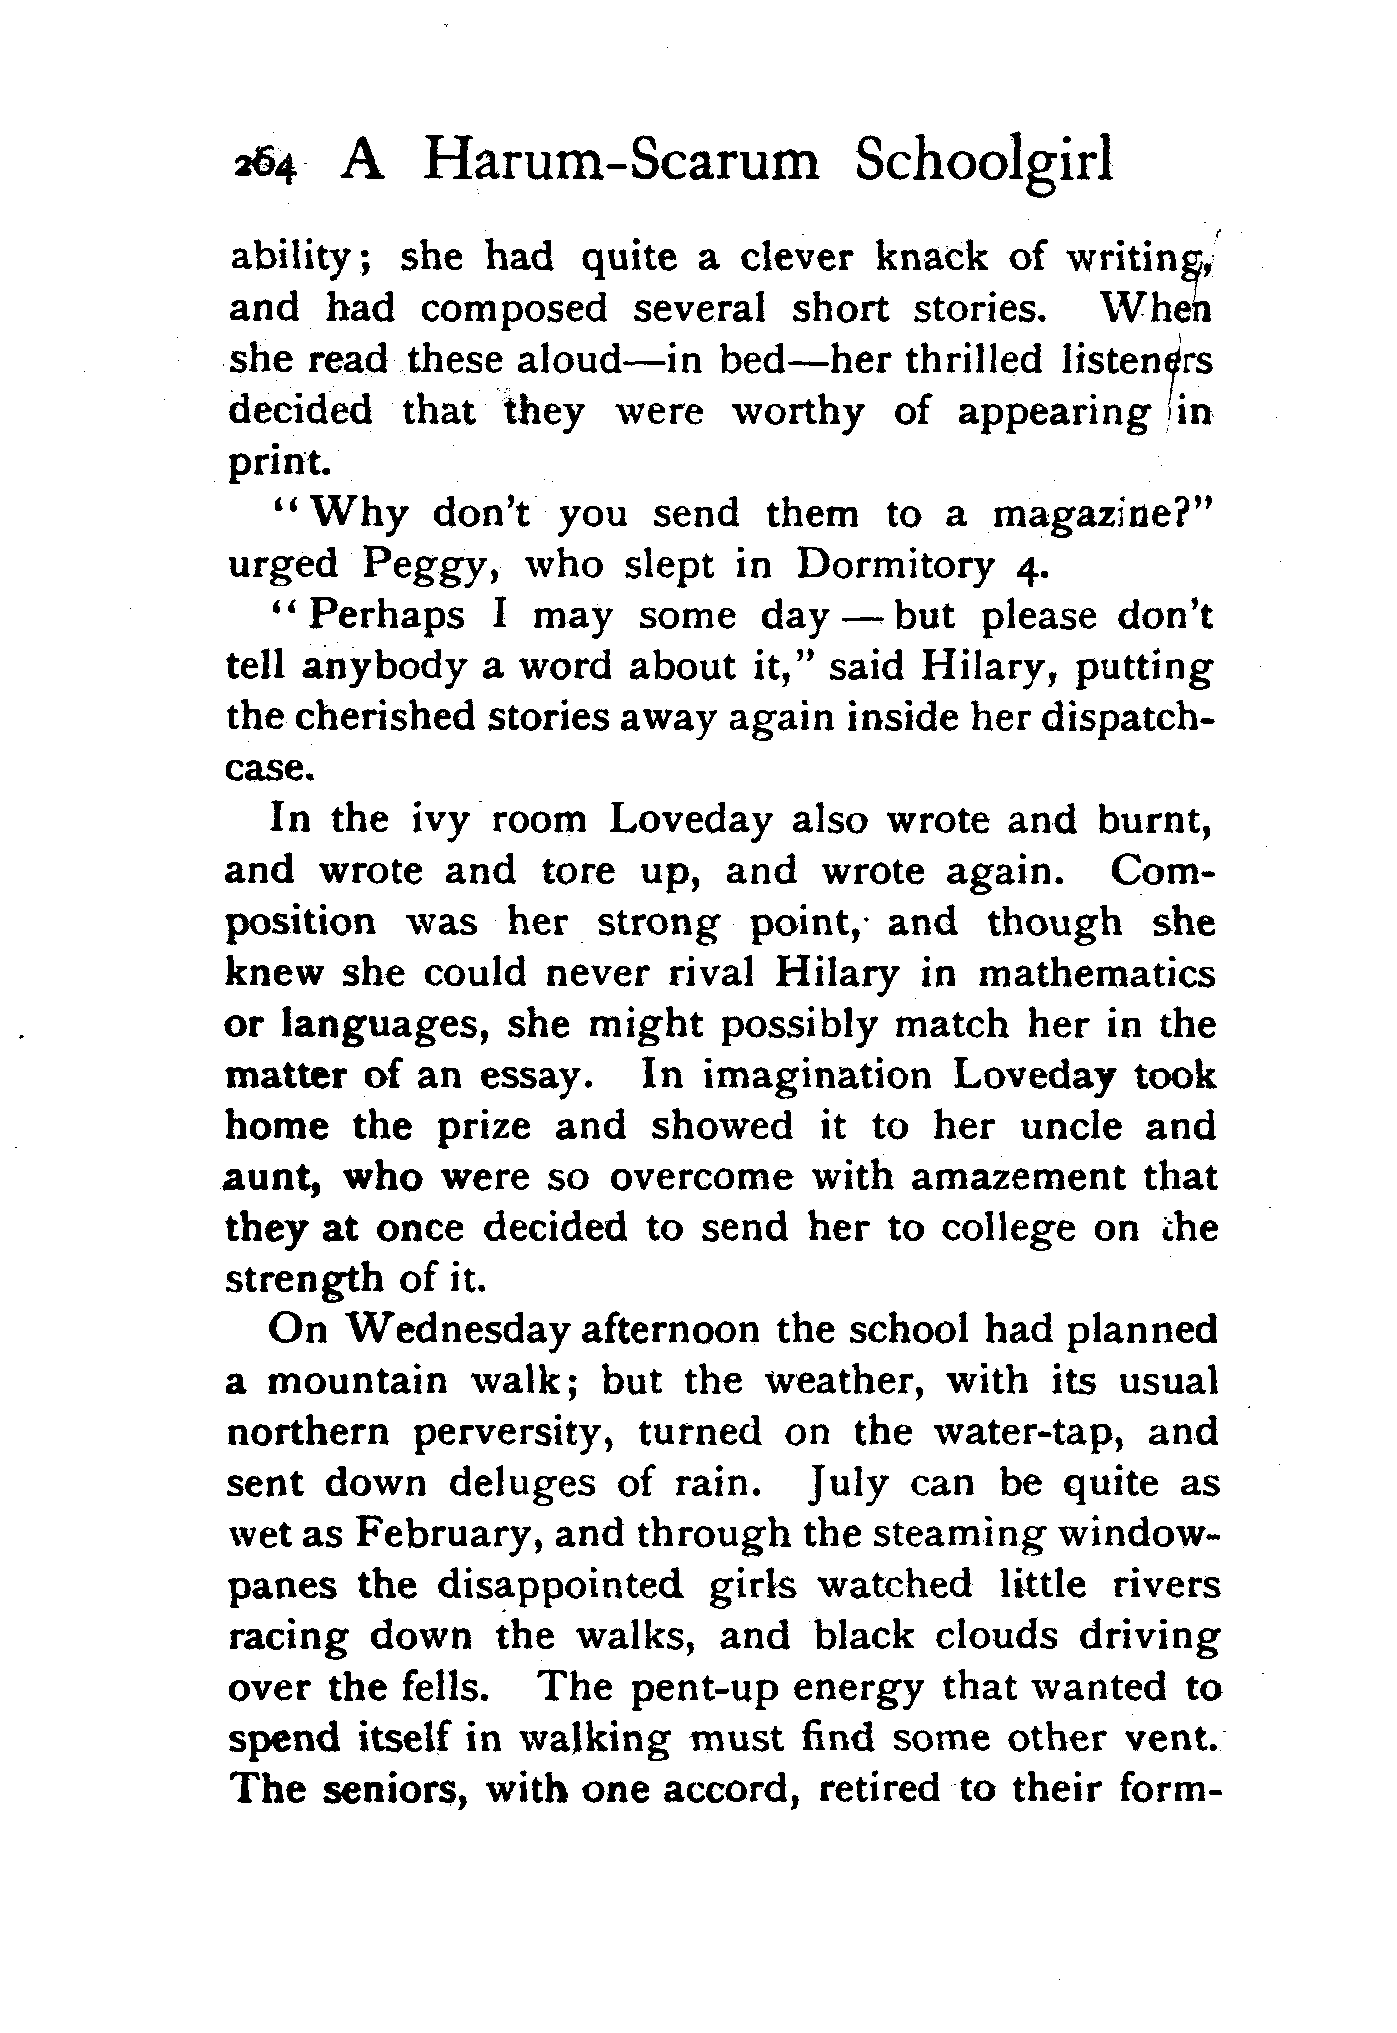 264 A Harum-Scarum Schoolgirl
ability; she had quite a clever knack of writing,
and had composed several short stories. When
she read these aloud—in bed—her thrilled listeners
decided that they were worthy of appearing in
print.
"Why don't you send them to a magazine?"
urged Peggy, who slept in Dormitory 4.
"Perhaps I may some day — but please don't
tell anybody a word about it," said Hilary, putting
the cherished stories away again inside her dispatch-
case.
In the ivy room Loveday also wrote and burnt,
and wrote and tore up, and wrote again. Com-
position was her strong point, and though she
knew she could never rival Hilary in mathematics
or languages, she might possibly match her in the
matter of an essay. In imagination Loveday took
home the prize and showed it to her uncle and
aunt, who were so overcome with amazement that
they at once decided to send her to college on the
strength of it.
On Wednesday afternoon the school had planned
a mountain walk; but the weather, with its usual
northern perversity, turned on the water-tap, and
sent down deluges of rain. July can be quite as
wet as February, and through the steaming window-
panes the disappointed girls watched little rivers
racing down the walks, and black clouds driving
over the fells. The pent-up energy that wanted to
spend itself in walking must find some other vent.
The seniors, with one accord, retired to their form-